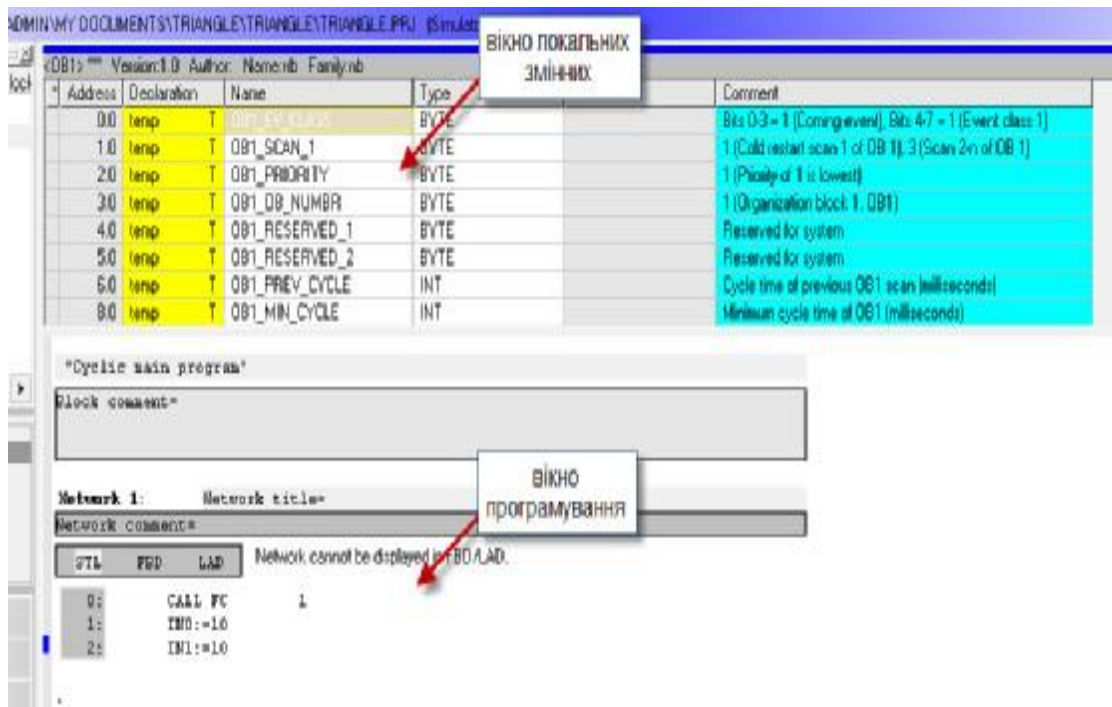 ADMIN\MY DOCUMENTS\TRIANGLE\TRIANGLE\TRIANGLE.PRJ
вікно локальних
змінних
<OB1> "" Version:1.0 Author: Name:nb Family:nb
* Address Declaration Name Type Comment
0.0 temp T OB1_EV_CLASS BYTE Bits 0-3 = 1 (Coming event), Bits 4-7 = 1 (Event class 1)
1.0 temp T OB1_SCAN_1 BYTE 1 (Cold restart scan 1 of OB 1), 3 (Scan 2-n of OB 1)
2.0 temp T OB1_PRIORITY BYTE 1 (Priority of 1 is lowest)
3.0 temp T OB1_OB_NUMBR BYTE 1 (Organization block 1, OB1)
4.0 temp T OB1_RESERVED_1 BYTE Reserved for system
5.0 temp T OB1_RESERVED_2 BYTE Reserved for system
6.0 temp T OB1_PREV_CYCLE INT Cycle time of previous OB1 scan (milliseconds)
8.0 temp T OB1_MIN_CYCLE INT Minimum cycle time of OB1 (milliseconds)
"Cyclic main program"
Block comment=
вікно
програмування
Network 1: Network title=
Network comment=
STL FBD LAD Network cannot be displayed in FBD/LAD.
0: CALL FC 1
1: IN0:=10
2: IN1:=10